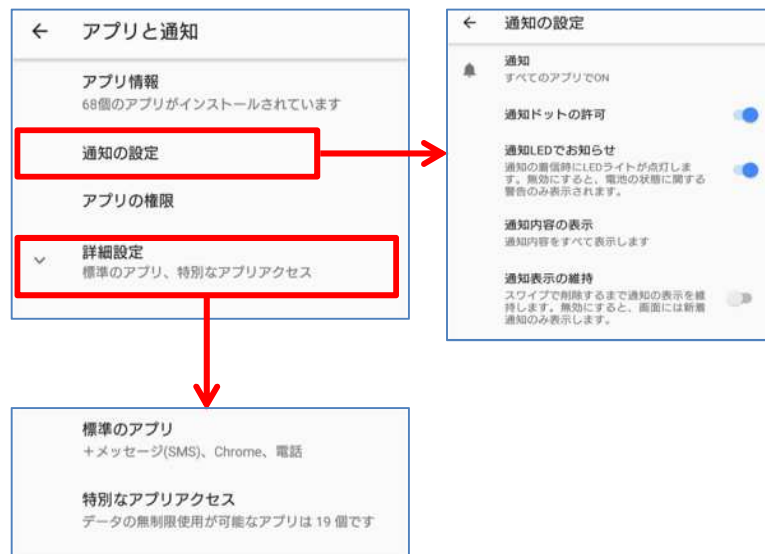 アプリと通知
アプリ情報
68個のアプリがインストールされています
通知の設定
アプリの権限
詳細設定
標準のアプリ、特別なアプリアクセス
通知の設定
通知
すべてのアプリでON
通知ドットの許可
通知LEDでお知らせ
通知の着信時にLEDライトが点灯しま
す。無効にすると、電池の状態に関する
警告のみ表示されます。
通知内容の表示
通知内容をすべて表示します
通知表示の維持
スワイプで削除するまで通知の表示を維
持します。無効にすると、画面には新着
通知のみ表示します。
標準のアプリ
+メッセージ(SMS)、Chrome、電話
特別なアプリアクセス
データの無制限使用が可能なアプリは 19 個です